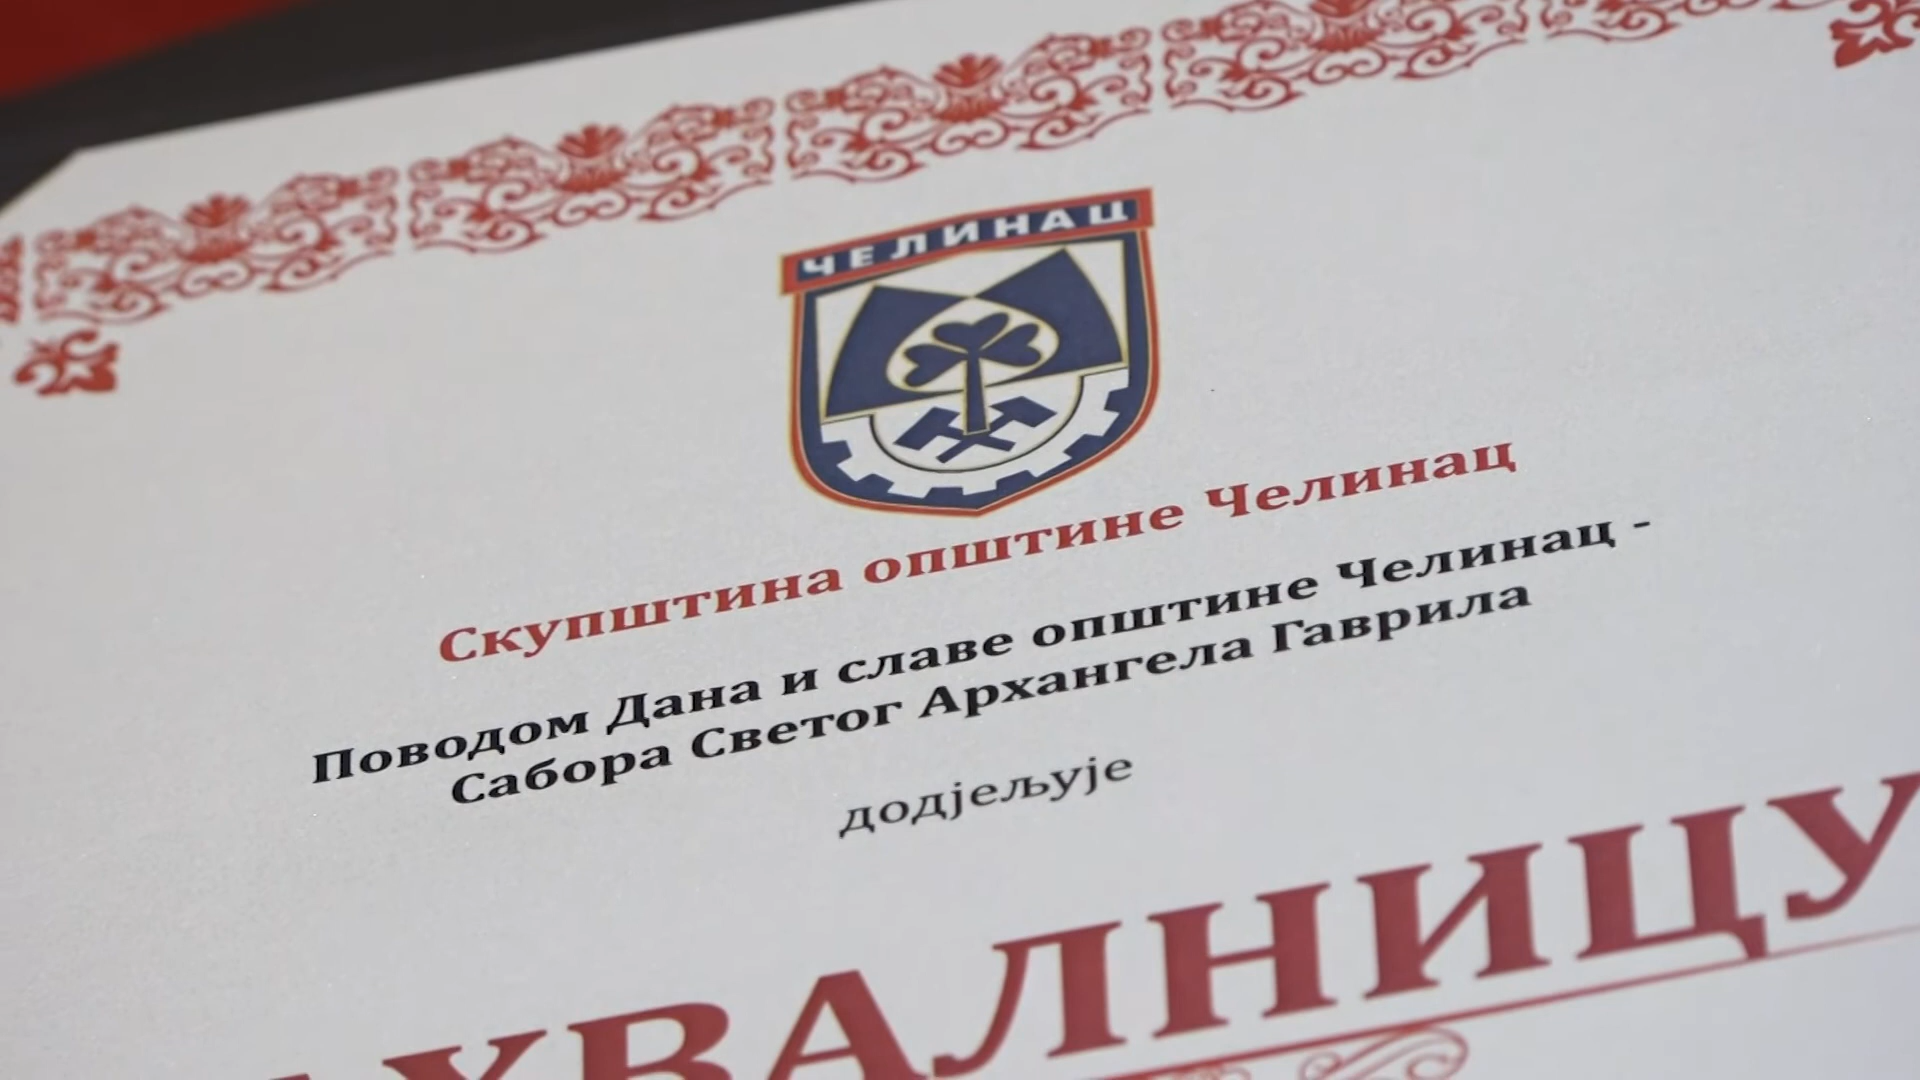 ЧЕЛИНАЦ
Скупштина општине Челинац
Поводом Дана и славе општине Челинац -
Сабора Светог Архангела Гаврила
додјељује